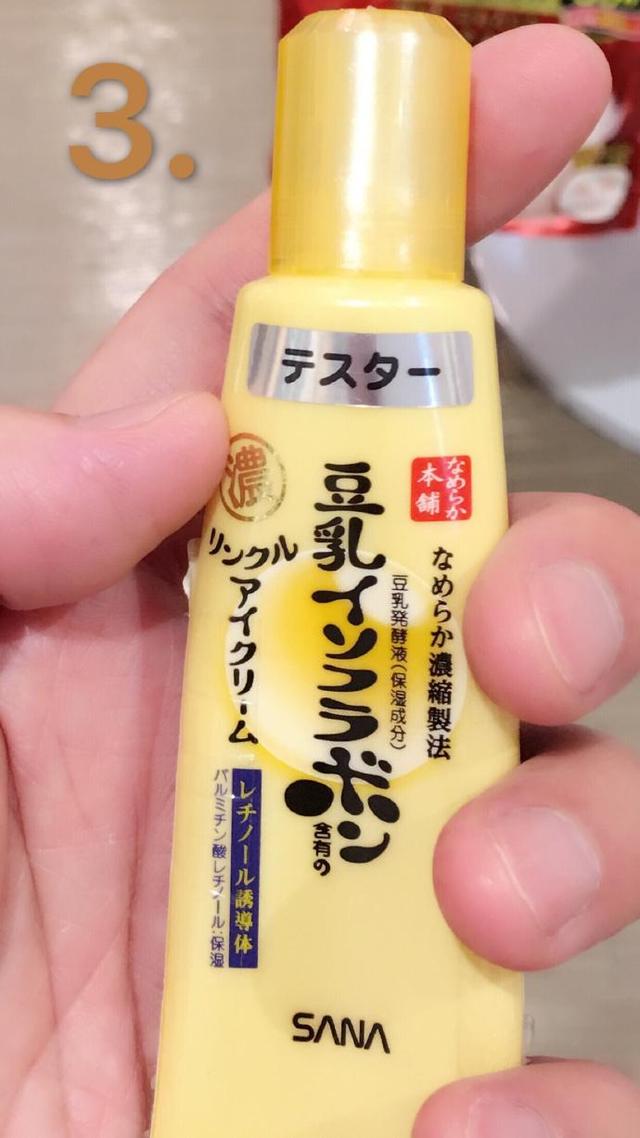 3.
テスター
なめらか
本舗
なめらか濃縮製法
豆乳発酵液(保湿成分)
豆乳イソフラボン
含有の
濃
リンクル
アイクリーム
レチノール誘導体
パルミチン酸レチノール:保湿
SANA